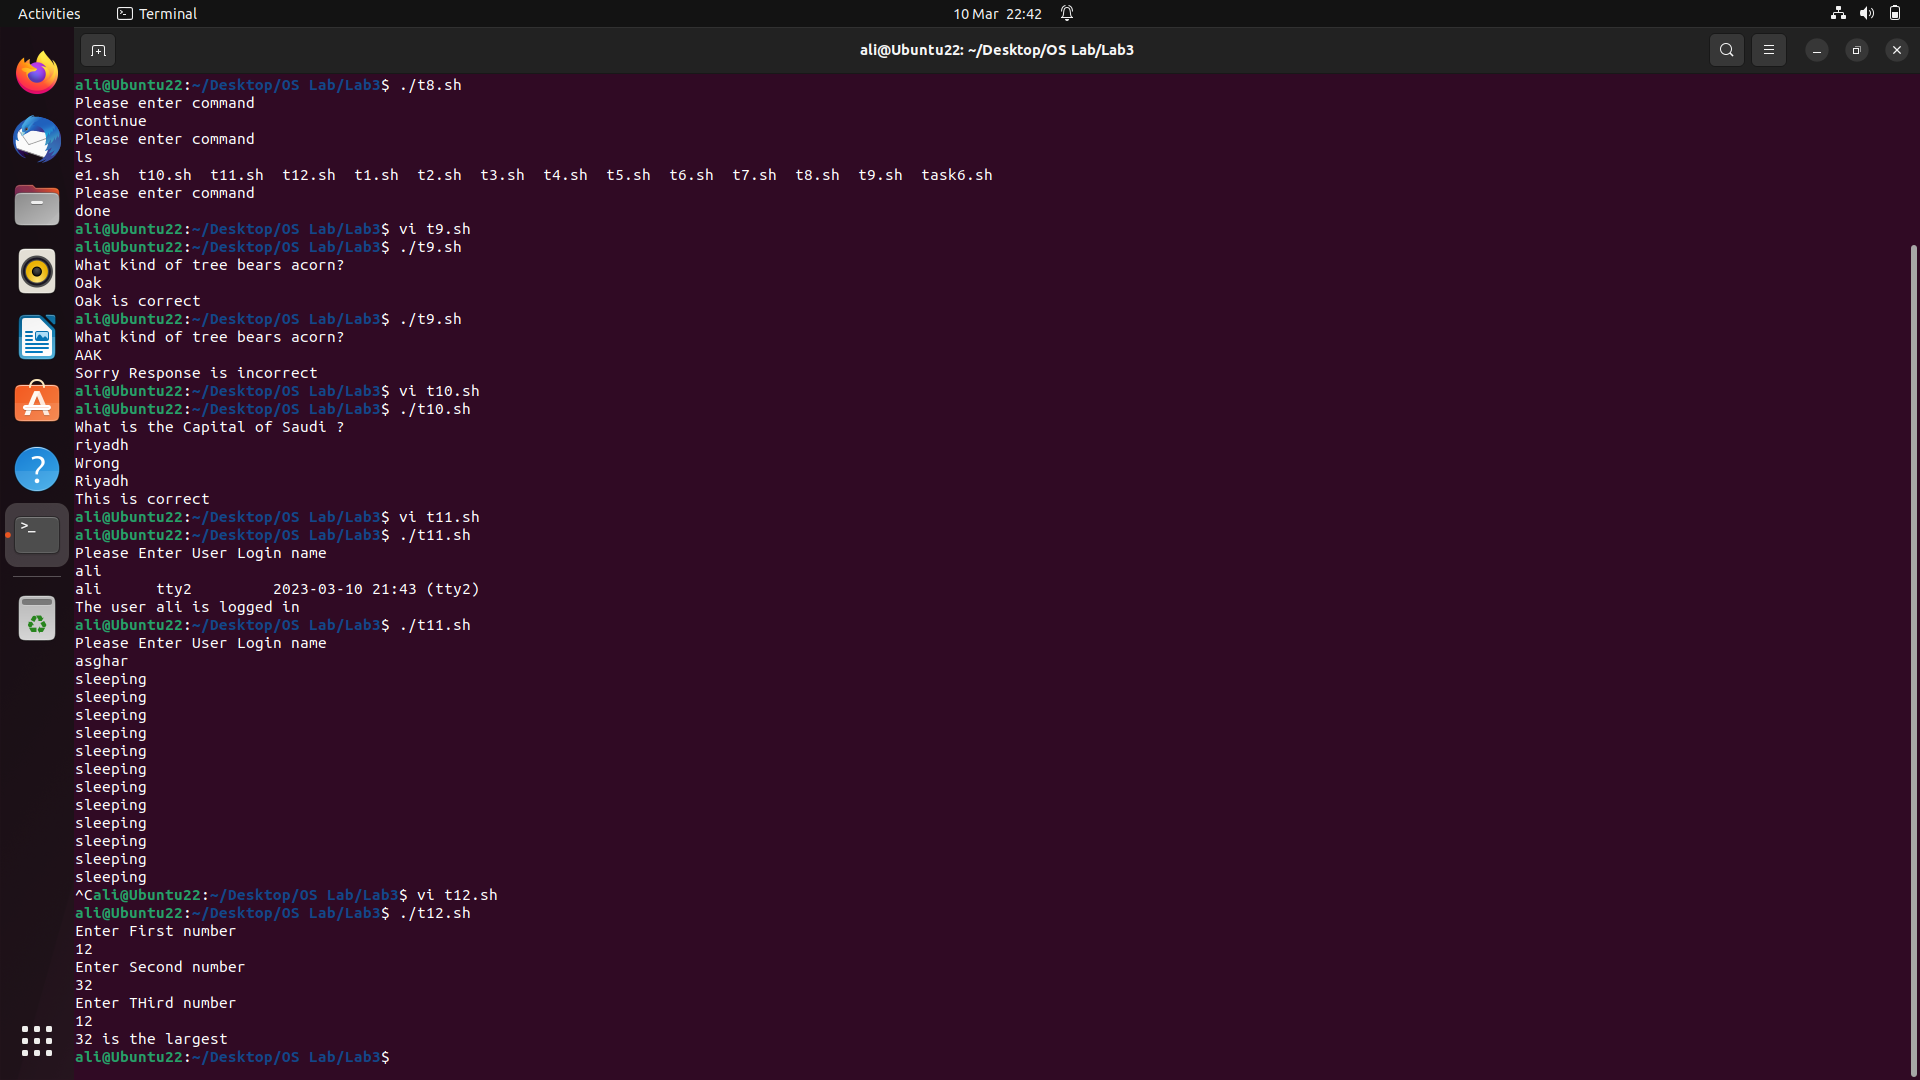 Activities Terminal 10 Mar 22:42
ali@Ubuntu22: ~/Desktop/OS Lab/Lab3
ali@Ubuntu22:~/Desktop/OS Lab/Lab3$ ./t8.sh
Please enter command
continue
Please enter command
ls
e1.sh t10.sh t11.sh t12.sh t1.sh t2.sh t3.sh t4.sh t5.sh t6.sh t7.sh t8.sh t9.sh task6.sh
Please enter command
done
ali@Ubuntu22:~/Desktop/OS Lab/Lab3$ vi t9.sh
ali@Ubuntu22:~/Desktop/OS Lab/Lab3$ ./t9.sh
What kind of tree bears acorn?
Oak
Oak is correct
ali@Ubuntu22:~/Desktop/OS Lab/Lab3$ ./t9.sh
What kind of tree bears acorn?
AAK
Sorry Response is incorrect
ali@Ubuntu22:~/Desktop/OS Lab/Lab3$ vi t10.sh
ali@Ubuntu22:~/Desktop/OS Lab/Lab3$ ./t10.sh
What is the Capital of Saudi ?
riyadh
Wrong
Riyadh
This is correct
ali@Ubuntu22:~/Desktop/OS Lab/Lab3$ vi t11.sh
ali@Ubuntu22:~/Desktop/OS Lab/Lab3$ ./t11.sh
Please Enter User Login name
ali
ali tty2 2023-03-10 21:43 (tty2)
The user ali is logged in
ali@Ubuntu22:~/Desktop/OS Lab/Lab3$ ./t11.sh
Please Enter User Login name
asghar
sleeping
sleeping
sleeping
sleeping
sleeping
sleeping
sleeping
sleeping
sleeping
sleeping
sleeping
sleeping
^Cali@Ubuntu22:~/Desktop/OS Lab/Lab3$ vi t12.sh
ali@Ubuntu22:~/Desktop/OS Lab/Lab3$ ./t12.sh
Enter First number
12
Enter Second number
32
Enter THird number
12
32 is the largest
ali@Ubuntu22:~/Desktop/OS Lab/Lab3$